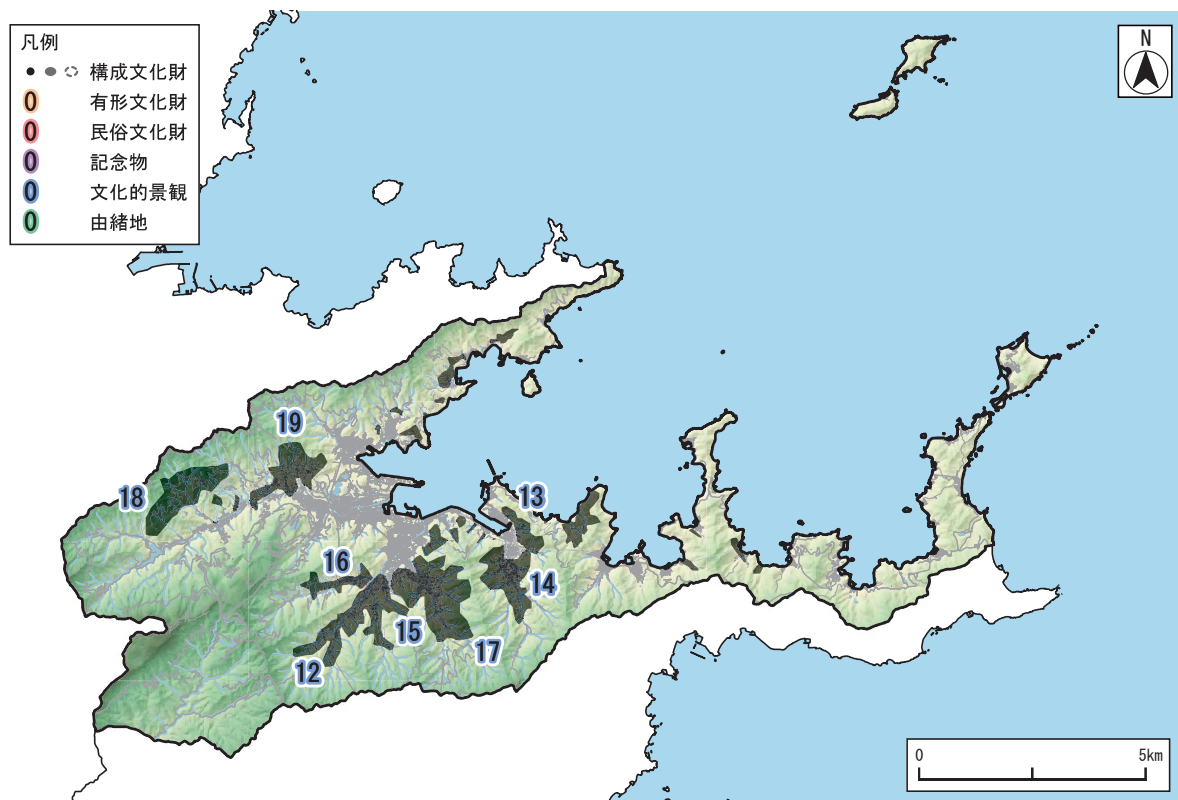 凡例
構成文化財
0 有形文化財
0 民俗文化財
0 記念物
0 文化的景観
0 由緒地
N
19
18
13
16
14
15
17
12
0 5km